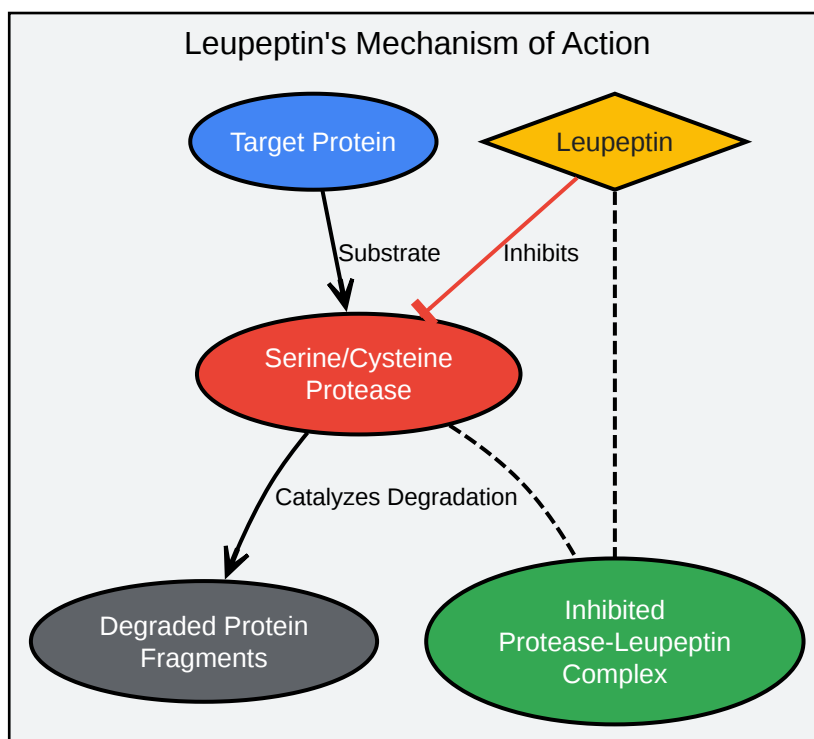 Leupeptin's Mechanism of Action
Target Protein
Leupeptin
Substrate
Inhibits
Serine/Cysteine
Protease
Catalyzes Degradation
Degraded Protein
Fragments
Inhibited
Protease-Leupeptin
Complex